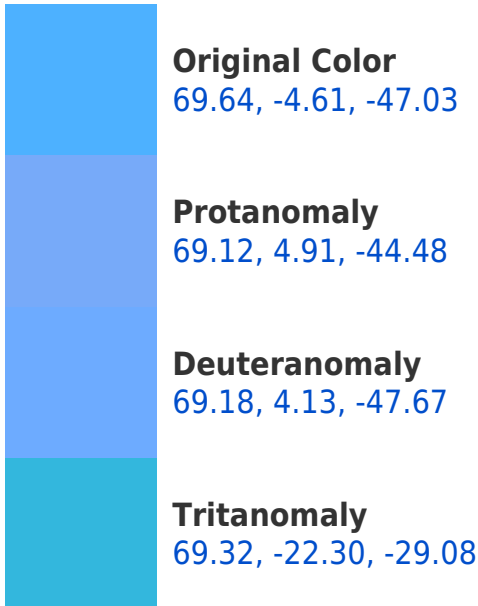 Original Color
69.64, -4.61, -47.03
Protanomaly
69.12, 4.91, -44.48
Deuteranomaly
69.18, 4.13, -47.67
Tritanomaly
69.32, -22.30, -29.08